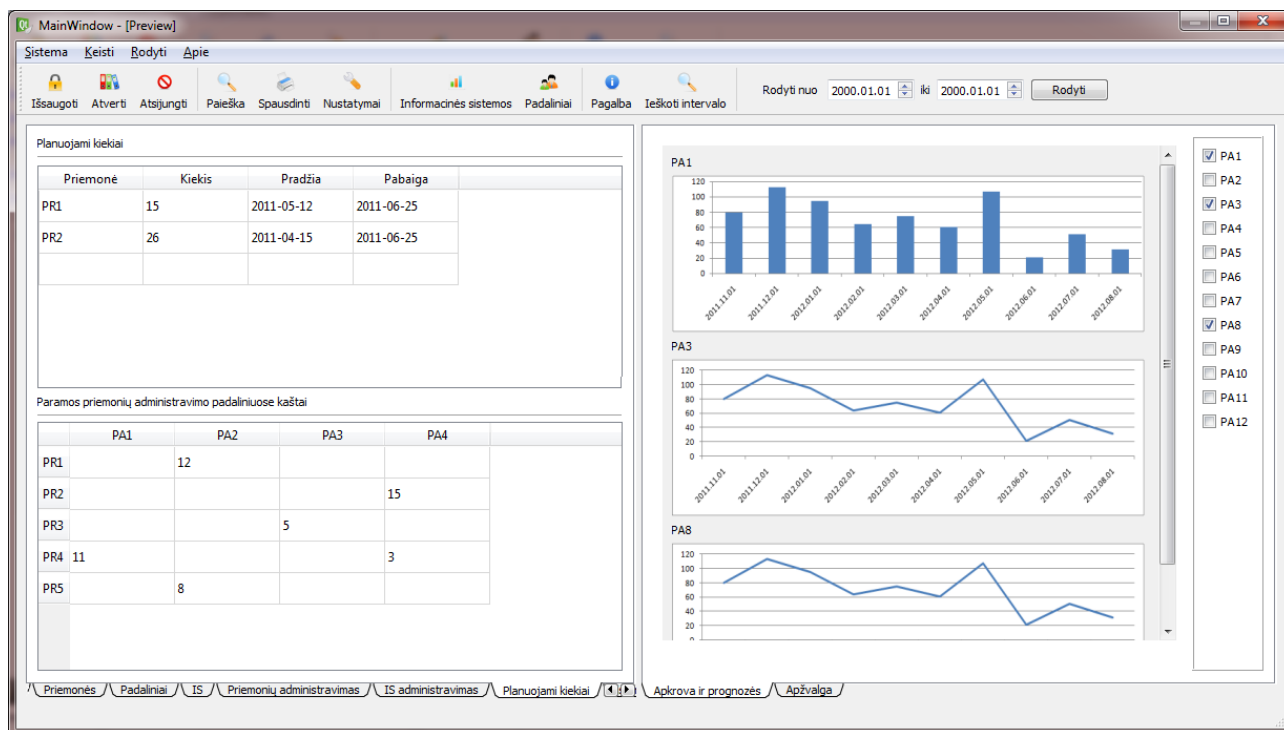 MainWindow - [Preview]
Sistema Keisti Rodyti Apie
Išsaugoti Atverti Atsijungti Paieška Spausdinti Nustatymai Informacinės sistemos Padaliniai Pagalba Ieškoti intervalo Rodyti nuo 2000.01.01 iki 2000.01.01 Rodyti
Planuojami kiekiai
Priemonė Kiekis Pradžia Pabaiga
PR1 15 2011-05-12 2011-06-25
PR2 26 2011-04-15 2011-06-25
Paramos priemonių administravimo padaliniuose kaštai
PA1 PA2 PA3 PA4
PR1 12
PR2 15
PR3 5
PR4 11 3
PR5 8
Priemonės Padaliniai IS Priemonių administravimas IS administravimas Planuojami kiekiai
PA1
120
100
80
60
40
20
0
2011.11.01 2011.12.01 2012.01.01 2012.02.01 2012.03.01 2012.04.01 2012.05.01 2012.06.01 2012.07.01 2012.08.01
PA3
120
100
80
60
40
20
0
2011.11.01 2011.12.01 2012.01.01 2012.02.01 2012.03.01 2012.04.01 2012.05.01 2012.06.01 2012.07.01 2012.08.01
PA8
120
100
80
60
40
20
PA1
PA2
PA3
PA4
PA5
PA6
PA7
PA8
PA9
PA10
PA11
PA12
Apkrova ir prognozės Apžvalga